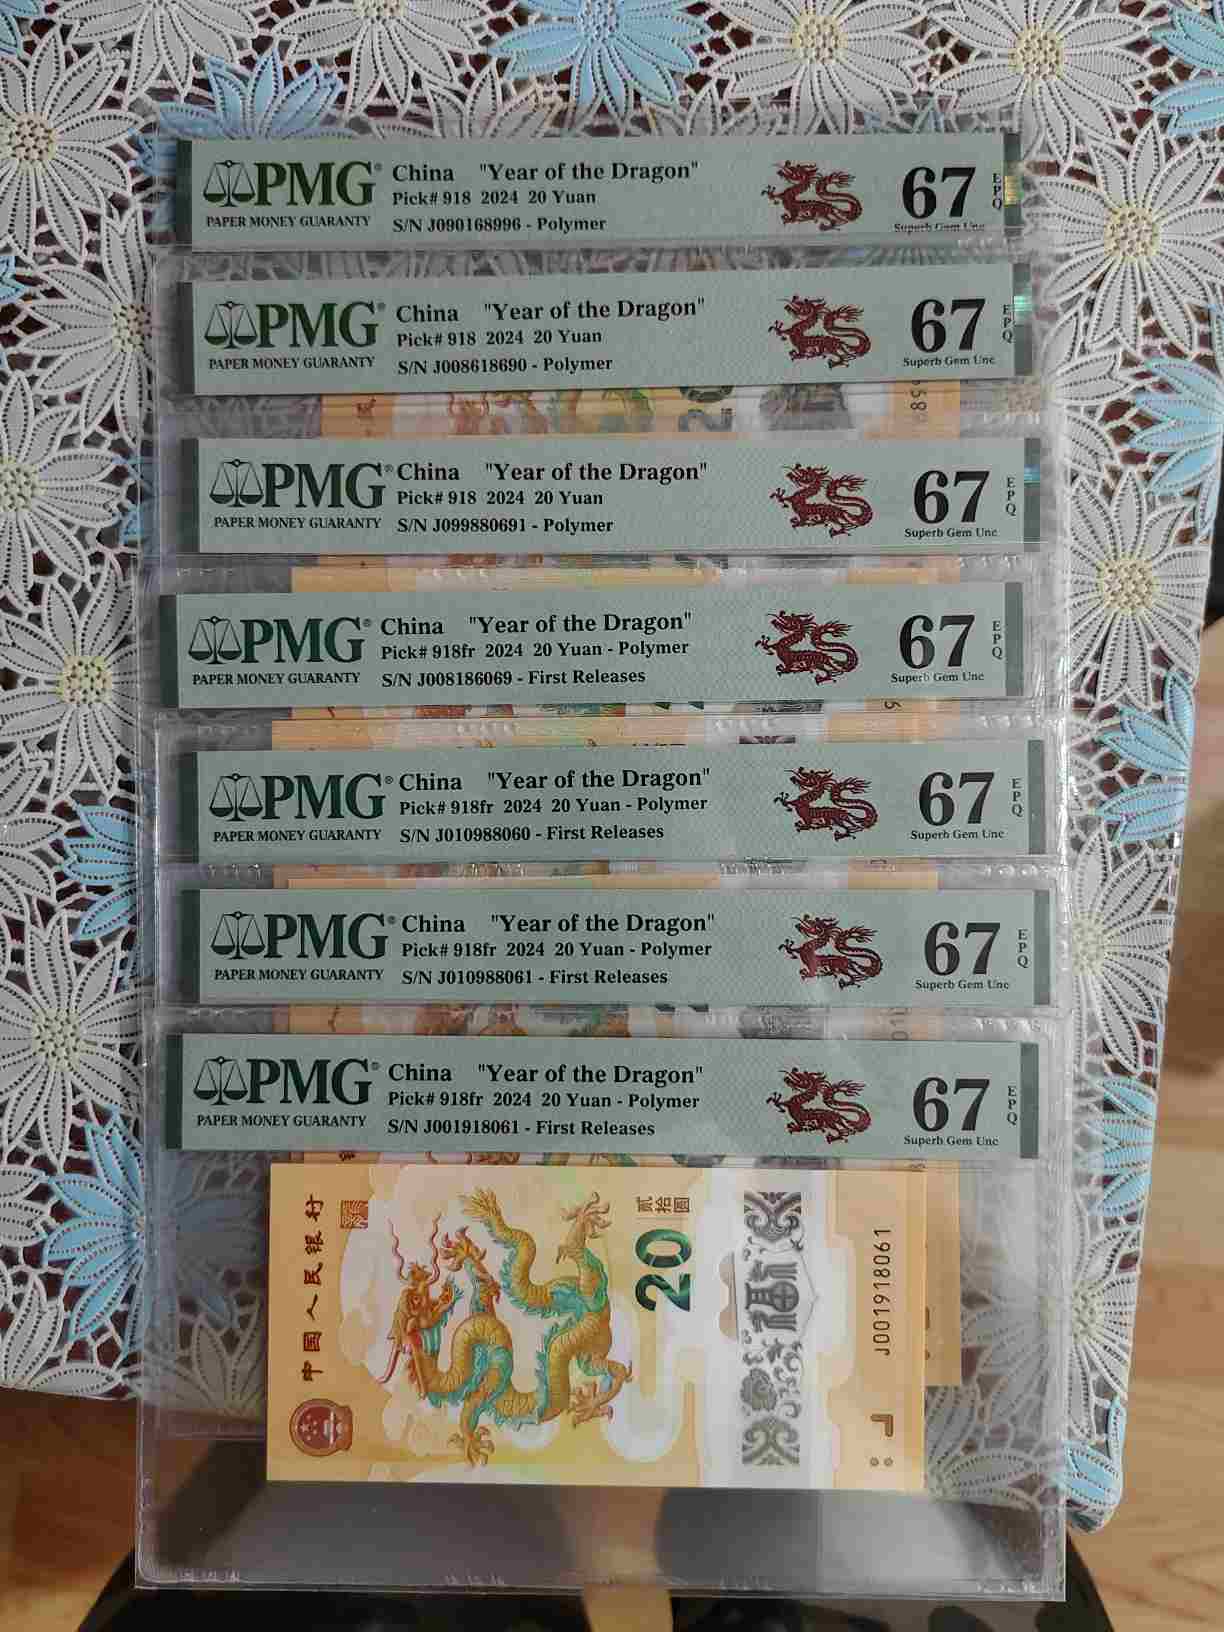 PMG®
PAPER MONEY GUARANTY
China "Year of the Dragon"
Pick# 918 2024 20 Yuan
S/N J090168996 - Polymer
67
EPQ
Superb Gem Unc
PMG®
PAPER MONEY GUARANTY
China "Year of the Dragon"
Pick# 918 2024 20 Yuan
S/N J008618690 - Polymer
67
EPQ
Superb Gem Unc
PMG®
PAPER MONEY GUARANTY
China "Year of the Dragon"
Pick# 918 2024 20 Yuan
S/N J099880691 - Polymer
67
EPQ
Superb Gem Unc
PMG®
PAPER MONEY GUARANTY
China "Year of the Dragon"
Pick# 918fr 2024 20 Yuan - Polymer
S/N J008186069 - First Releases
67
EPQ
Superb Gem Unc
PMG®
PAPER MONEY GUARANTY
China "Year of the Dragon"
Pick# 918fr 2024 20 Yuan - Polymer
S/N J010988060 - First Releases
67
EPQ
Superb Gem Unc
PMG®
PAPER MONEY GUARANTY
China "Year of the Dragon"
Pick# 918fr 2024 20 Yuan - Polymer
S/N J010988061 - First Releases
67
EPQ
Superb Gem Unc
PMG®
PAPER MONEY GUARANTY
China "Year of the Dragon"
Pick# 918fr 2024 20 Yuan - Polymer
S/N J001918061 - First Releases
67
EPQ
Superb Gem Unc
中国人民银行
贰拾圆
20
福
J001918061